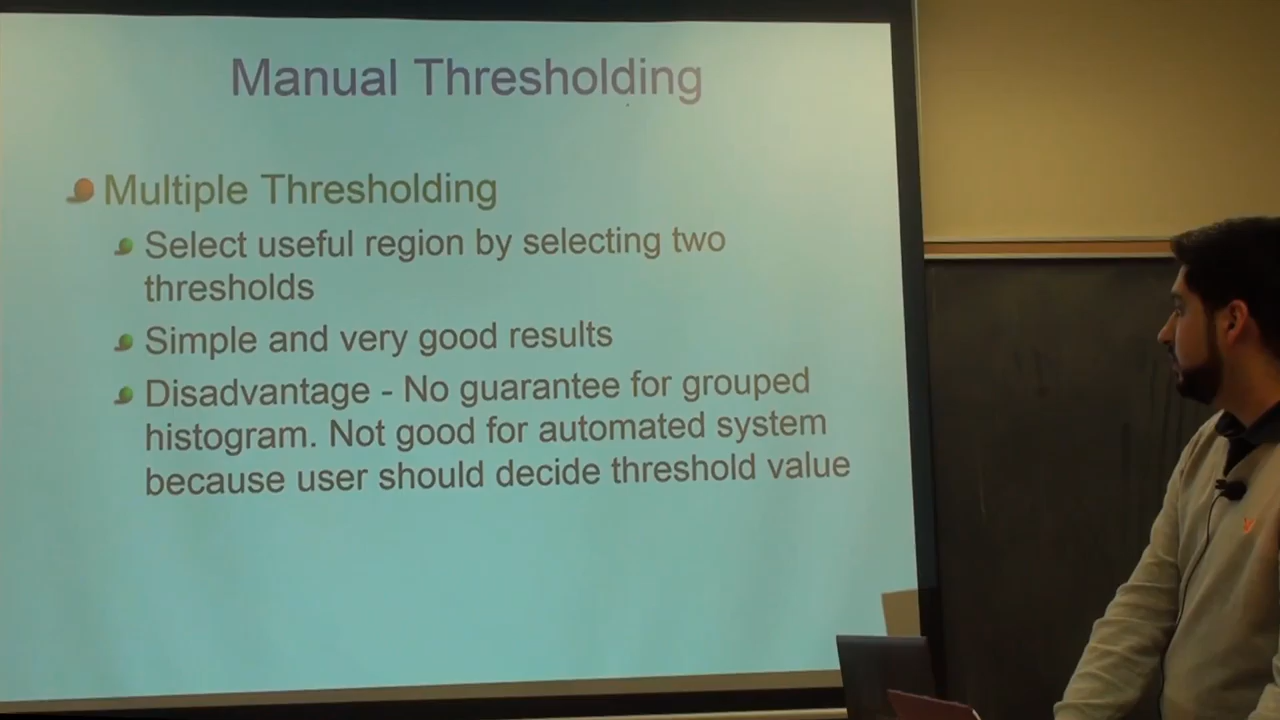 Manual Thresholding
Multiple Thresholding
Select useful region by selecting two
thresholds
Simple and very good results
Disadvantage - No guarantee for grouped
histogram. Not good for automated system
because user should decide threshold value